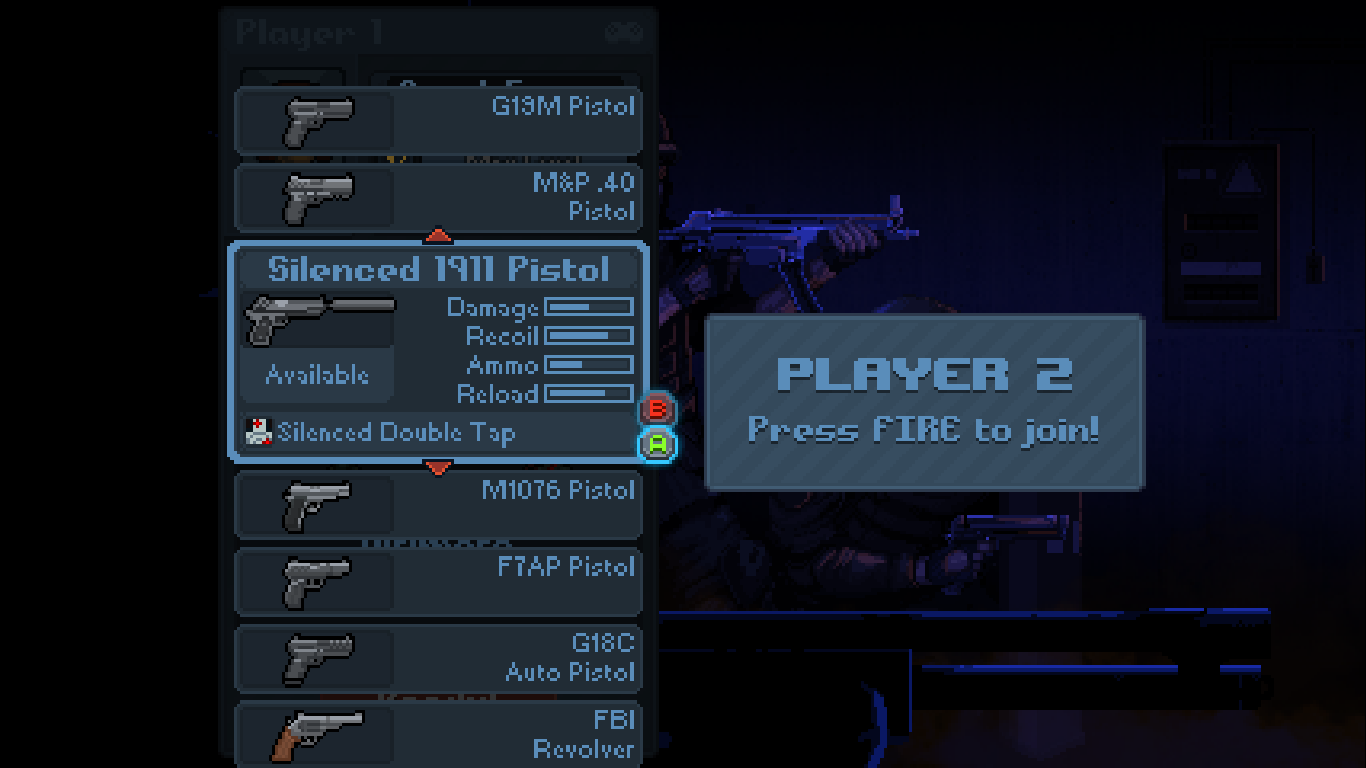 Player 1
G19M Pistol
M&P .40
Pistol
Silenced 1911 Pistol
Damage
Recoil
Ammo
Reload
Available
Silenced Double Tap
B
A
M1076 Pistol
F7AP Pistol
G18C
Auto Pistol
FBI
Revolver
PLAYER 2
Press FIRE to join!